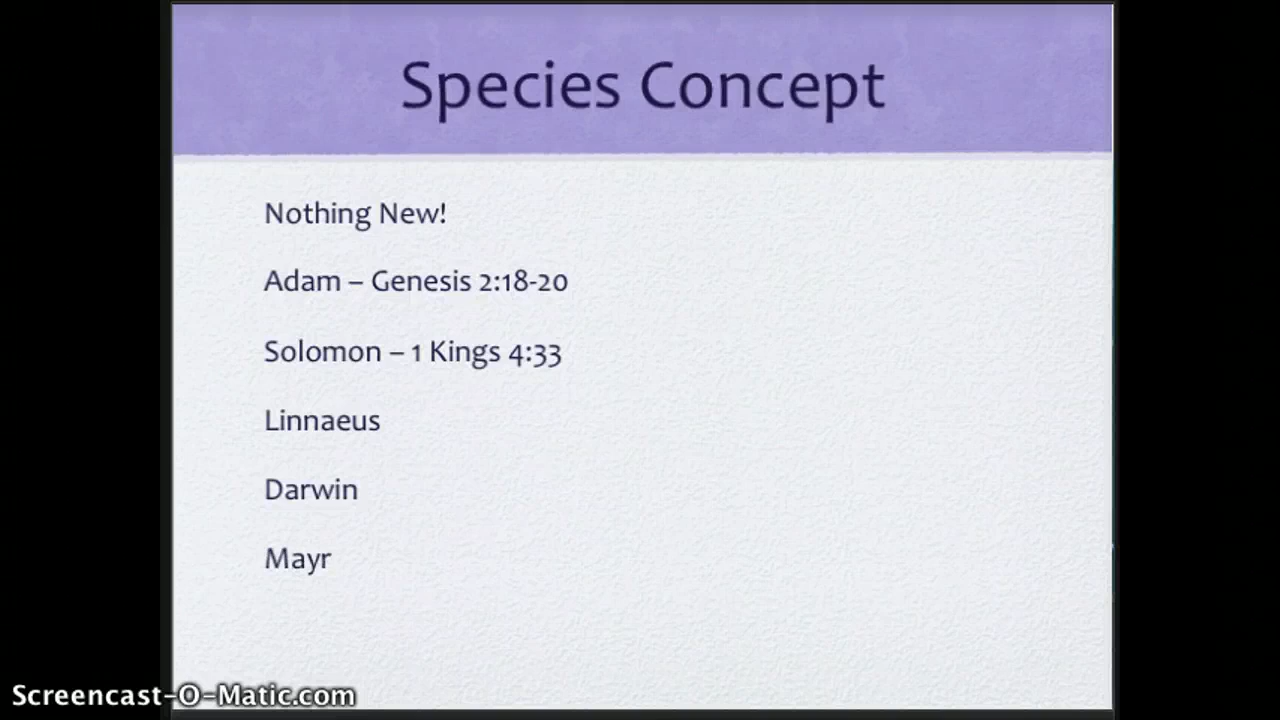 Species Concept
Nothing New!
Adam – Genesis 2:18-20
Solomon – 1 Kings 4:33
Linnaeus
Darwin
Mayr
Screencast-O-Matic.com